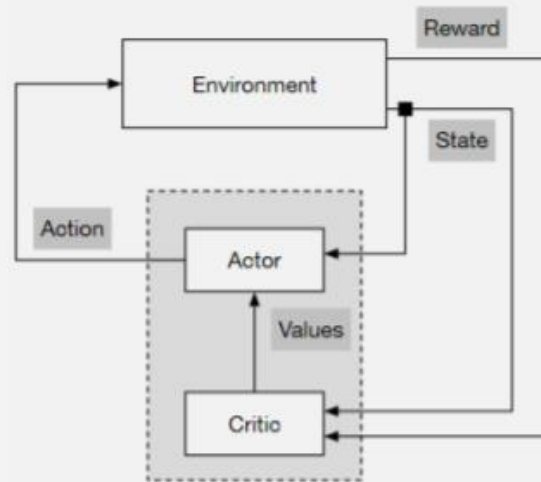 Reward
Environment
State
Action
Actor
Values
Critic